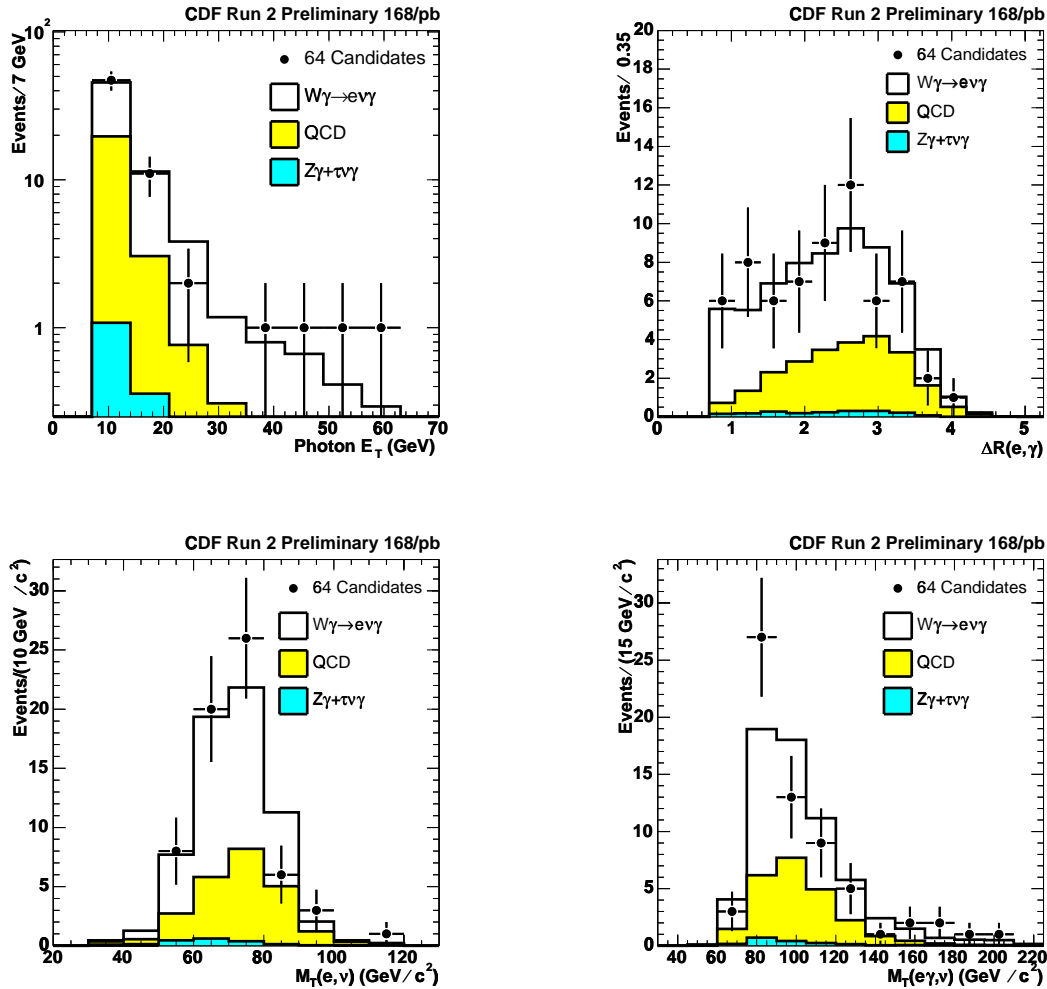 CDF Run 2 Preliminary 168/pb
Events/ 7 GeV
10²
10
1
64 Candidates
Wγ→eνγ
QCD
Zγ+τνγ
0 10 20 30 40 50 60 70
Photon E_T (GeV)
CDF Run 2 Preliminary 168/pb
Events/ 0.35
20
18
16
14
12
10
8
6
4
2
0
64 Candidates
Wγ→eνγ
QCD
Zγ+τνγ
0 1 2 3 4 5
ΔR(e,γ)
CDF Run 2 Preliminary 168/pb
Events/(10 GeV /c²)
30
25
20
15
10
5
0
64 Candidates
Wγ→eνγ
QCD
Zγ+τνγ
20 40 60 80 100 120
M_T(e,ν) (GeV/c²)
CDF Run 2 Preliminary 168/pb
Events/ (15 GeV/c²)
35
30
25
20
15
10
5
0
64 Candidates
Wγ→eνγ
QCD
Zγ+τνγ
40 60 80 100 120 140 160 180 200 220
M_T(eγ,ν) (GeV/c²)